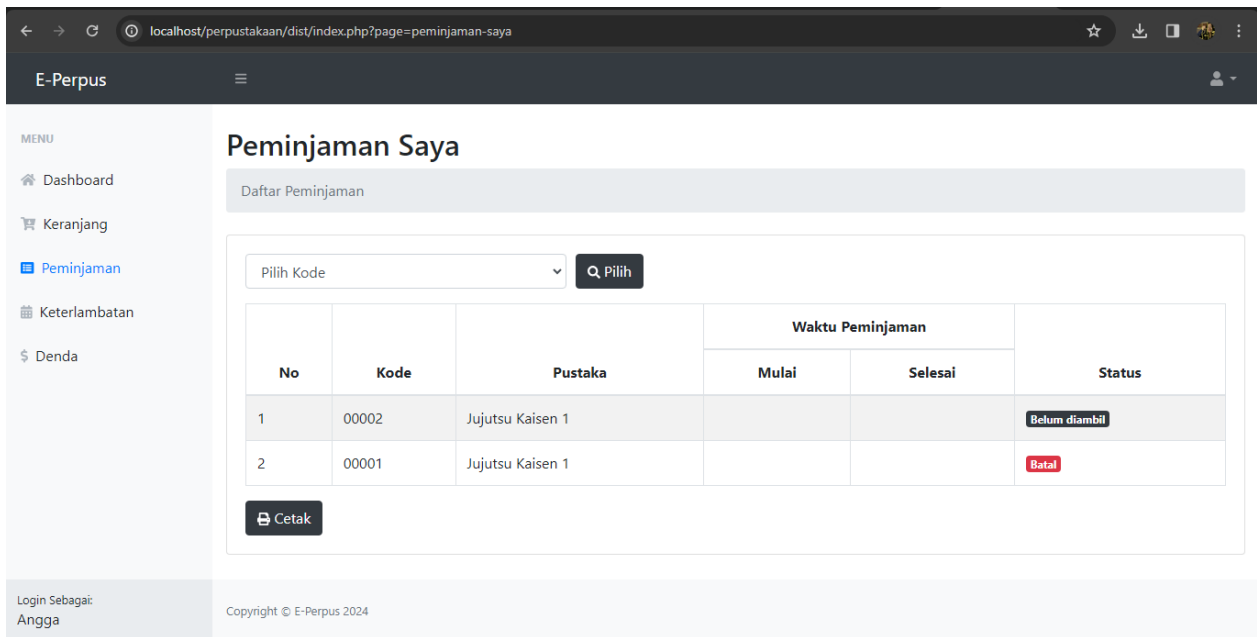 localhost/perpustakaan/dist/index.php?page=peminjaman-saya
E-Perpus
MENU
Dashboard
Keranjang
Peminjaman
Keterlambatan
Denda
Login Sebagai:
Angga
Peminjaman Saya
Daftar Peminjaman
Pilih Kode Pilih
Waktu Peminjaman
No Kode Pustaka Mulai Selesai Status
1 00002 Jujutsu Kaisen 1 Belum diambil
2 00001 Jujutsu Kaisen 1 Batal
Cetak
Copyright © E-Perpus 2024